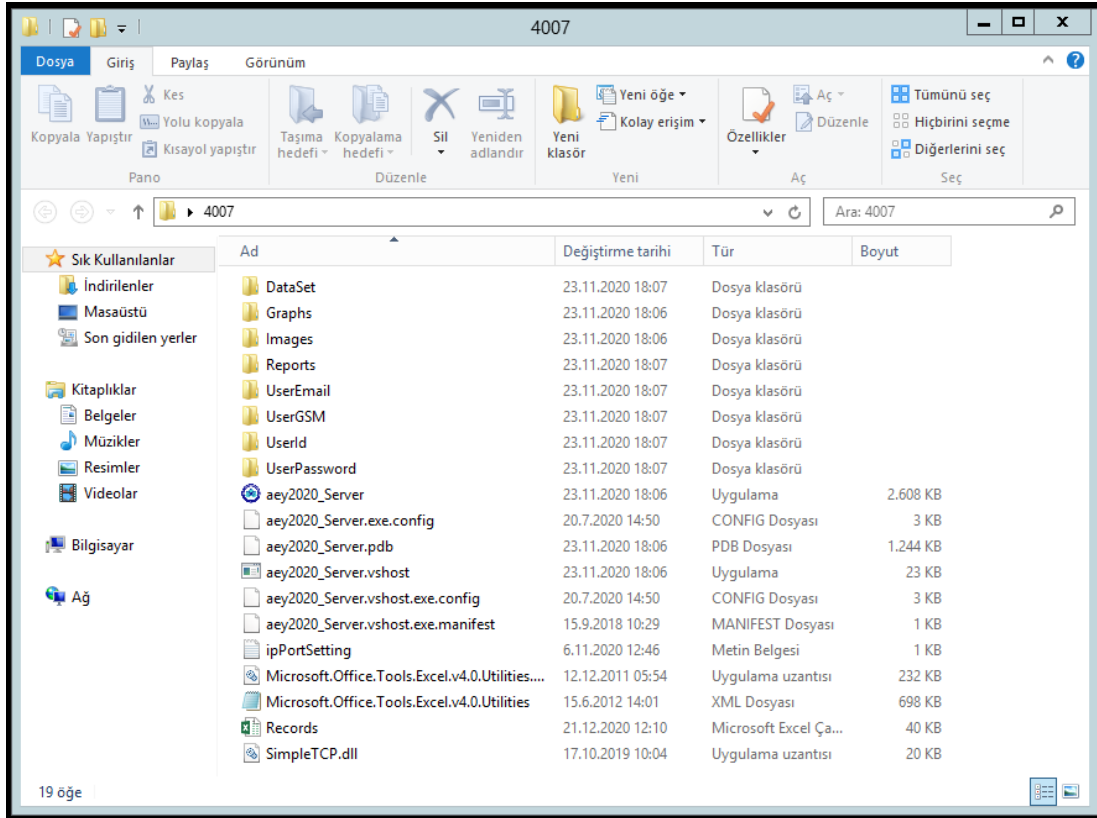 4007
Dosya Giriş Paylaş Görünüm
Kopyala Yapıştır Kes Yolu kopyala Kısayol yapıştır
Pano
Taşıma hedefi Kopyalama hedefi Sil Yeniden adlandır
Düzenle
Yeni klasör Yeni öğe Kolay erişim
Yeni
Özellikler Aç Düzenle
Aç
Tümünü seç Hiçbirini seçme Diğerlerini seç
Seç
4007 Ara: 4007
Sık Kullanılanlar
İndirilenler
Masaüstü
Son gidilen yerler
Kitaplıklar
Belgeler
Müzikler
Resimler
Videolar
Bilgisayar
Ağ
Ad Değiştirme tarihi Tür Boyut
DataSet 23.11.2020 18:07 Dosya klasörü
Graphs 23.11.2020 18:06 Dosya klasörü
Images 23.11.2020 18:06 Dosya klasörü
Reports 23.11.2020 18:07 Dosya klasörü
UserEmail 23.11.2020 18:07 Dosya klasörü
UserGSM 23.11.2020 18:07 Dosya klasörü
UserId 23.11.2020 18:07 Dosya klasörü
UserPassword 23.11.2020 18:07 Dosya klasörü
aey2020_Server 23.11.2020 18:06 Uygulama 2.608 KB
aey2020_Server.exe.config 20.7.2020 14:50 CONFIG Dosyası 3 KB
aey2020_Server.pdb 23.11.2020 18:06 PDB Dosyası 1.244 KB
aey2020_Server.vshost 23.11.2020 18:06 Uygulama 23 KB
aey2020_Server.vshost.exe.config 20.7.2020 14:50 CONFIG Dosyası 3 KB
aey2020_Server.vshost.exe.manifest 15.9.2018 10:29 MANIFEST Dosyası 1 KB
ipPortSetting 6.11.2020 12:46 Metin Belgesi 1 KB
Microsoft.Office.Tools.Excel.v4.0.Utilities.... 12.12.2011 05:54 Uygulama uzantısı 232 KB
Microsoft.Office.Tools.Excel.v4.0.Utilities 15.6.2012 14:01 XML Dosyası 698 KB
Records 21.12.2020 12:10 Microsoft Excel Ça... 40 KB
SimpleTCP.dll 17.10.2019 10:04 Uygulama uzantısı 20 KB
19 öğe